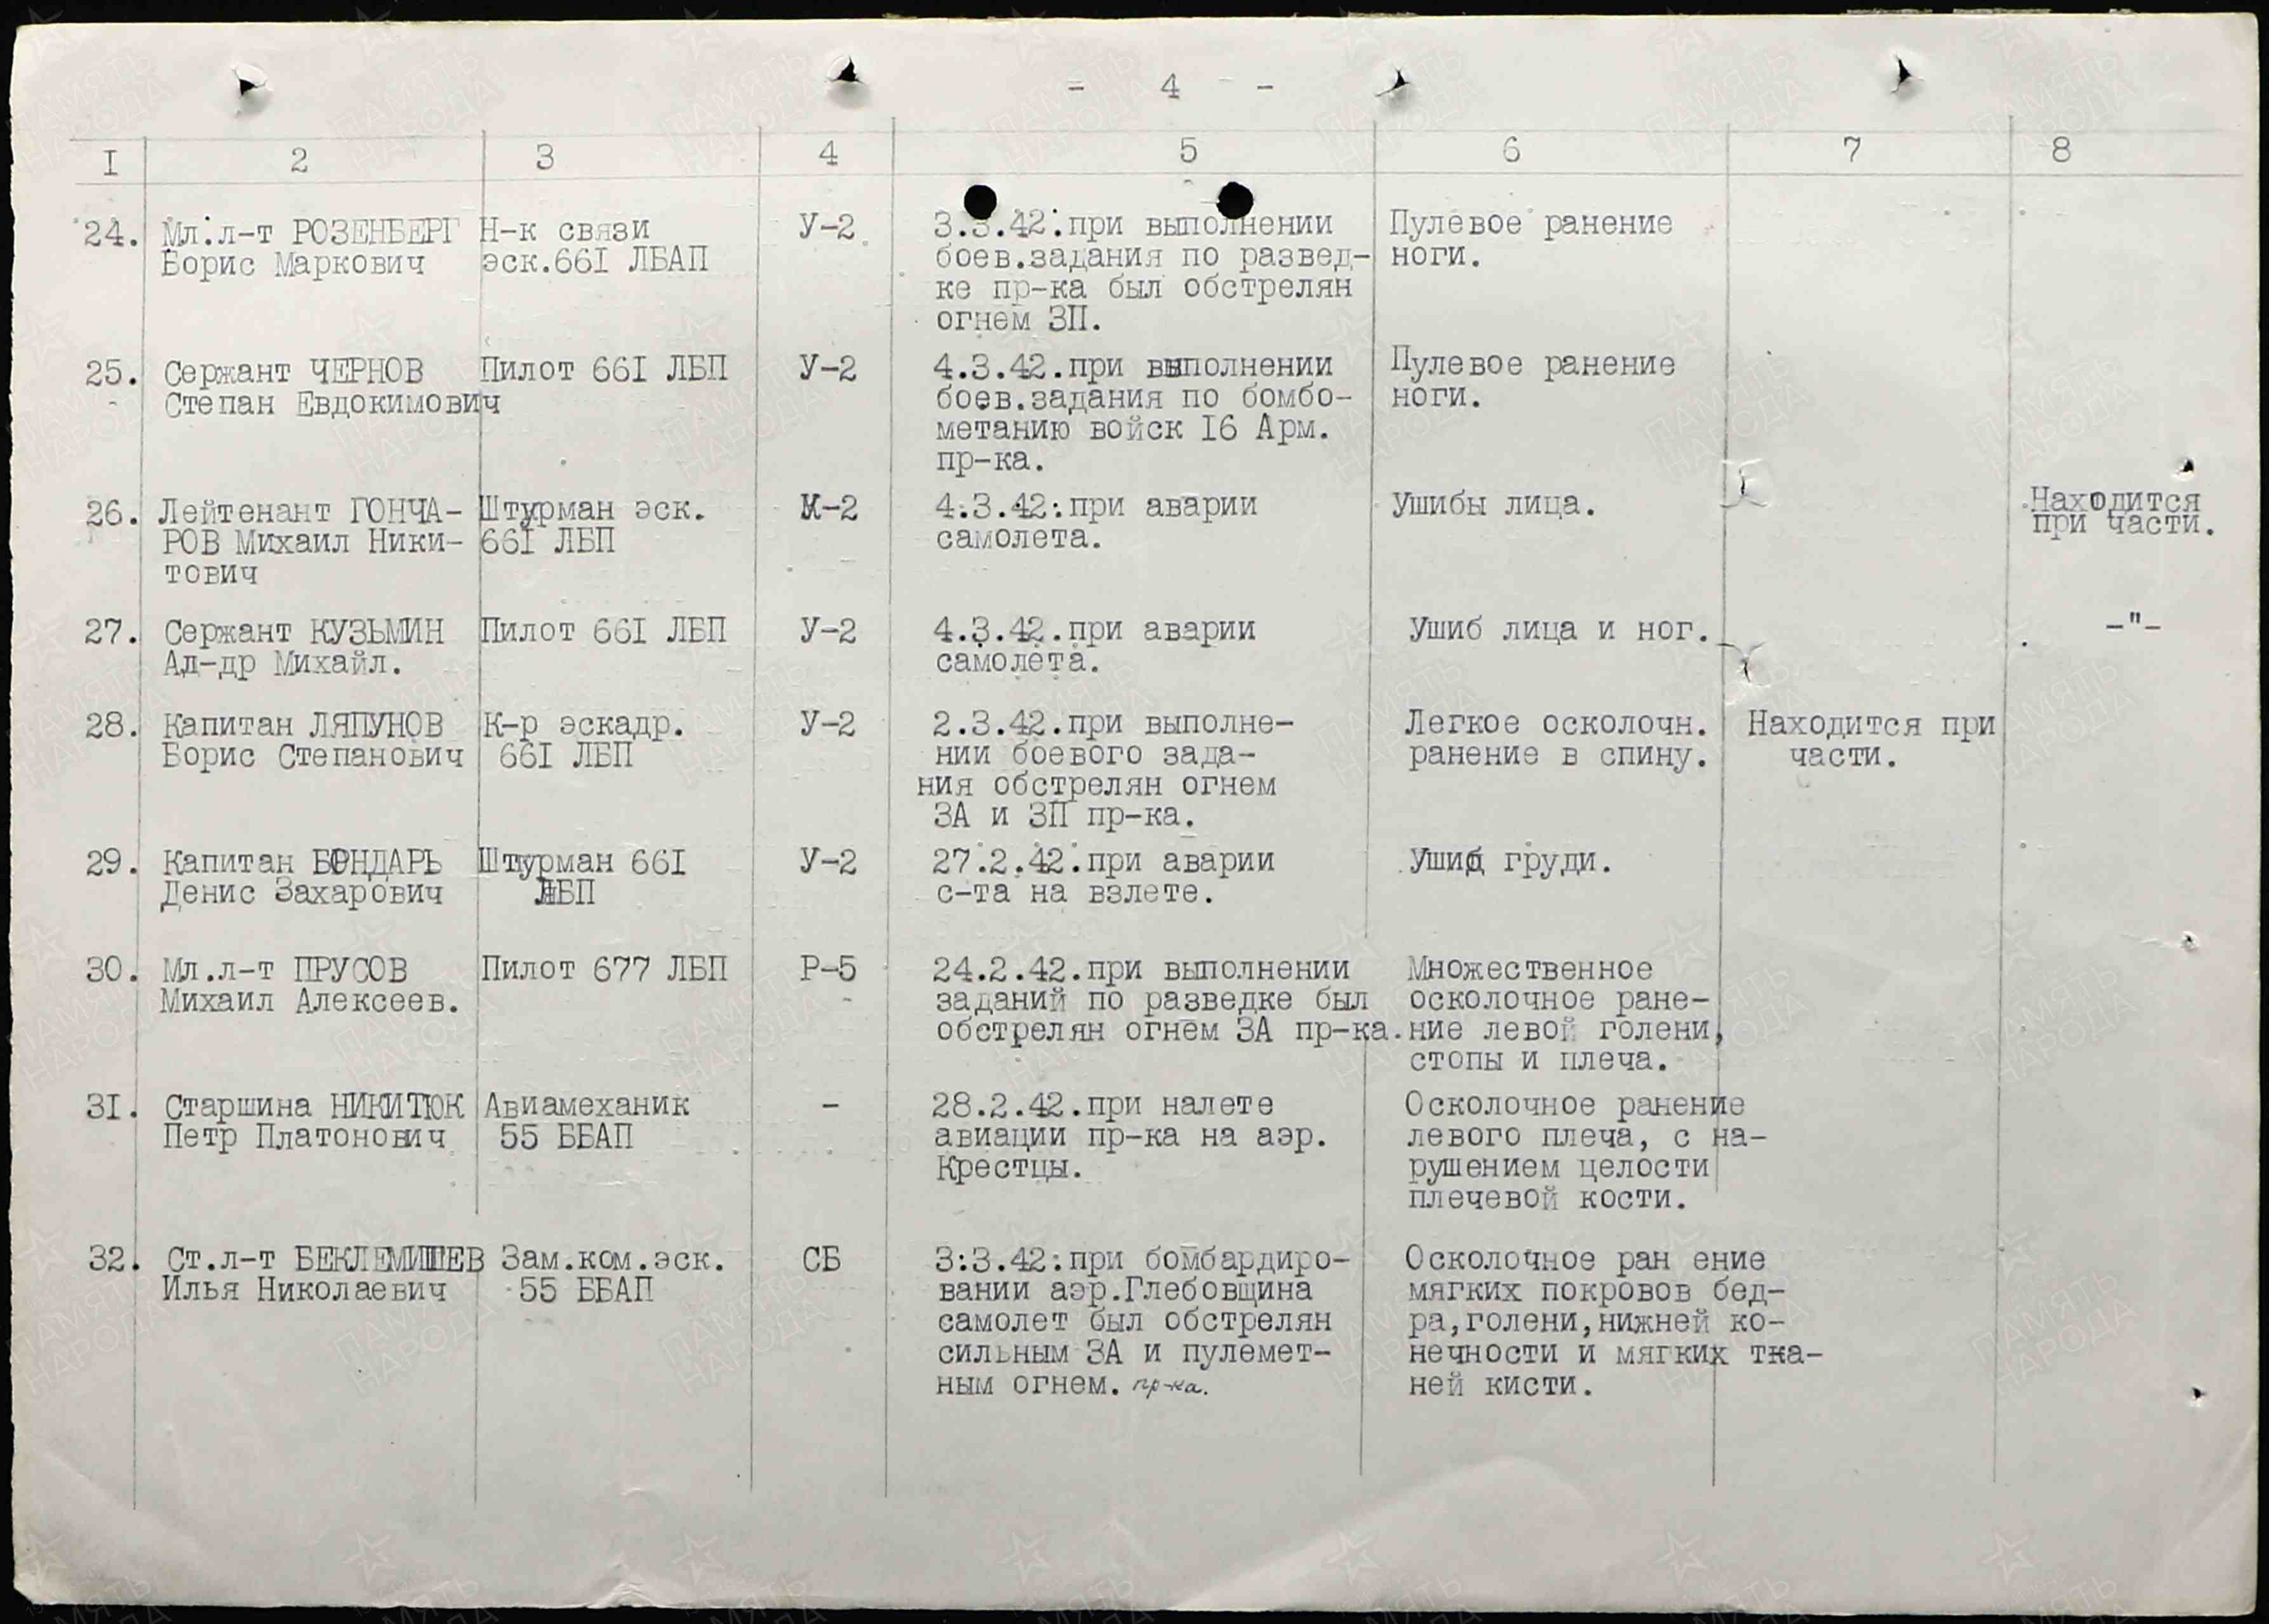 - 4 -
I 2 3 4 5 6 7 8
24. Мл.л-т РОЗЕНБЕРГ Н-к связи У-2 3.3.42.при выполнении Пулевое ранение
Борис Маркович эск.66I ЛБАП боев.задания по развед- ноги.
ке пр-ка был обстрелян
огнем ЗП.
25. Сержант ЧЕРНОВ Пилот 66I ЛБП У-2 4.3.42.при выполнении Пулевое ранение
Степан Евдокимович боев.задания по бомбо- ноги.
метанию войск I6 Арм.
пр-ка.
26. Лейтенант ГОНЧА- Штурман эск. У-2 4.3.42.при аварии Ушибы лица. Находится
РОВ Михаил Ники- 66I ЛБП самолета. при части.
тович
27. Сержант КУЗЬМИН Пилот 66I ЛБП У-2 4.3.42.при аварии Ушиб лица и ног. -"-
Ал-др Михайл. самолета.
28. Капитан ЛЯПУНОВ К-р эскадр. У-2 2.3.42.при выполне- Легкое осколочн. Находится при
Борис Степанович 66I ЛБП нии боевого зада- ранение в спину. части.
ния обстрелян огнем
ЗА и ЗП пр-ка.
29. Капитан БОНДАРЬ Штурман 66I У-2 27.2.42.при аварии Ушиб груди.
Денис Захарович ЛБП с-та на взлете.
30. Мл.л-т ПРУСОВ Пилот 677 ЛБП Р-5 24.2.42.при выполнении Множественное
Михаил Алексеев. заданий по разведке был осколочное ране-
обстрелян огнем ЗА пр-ка. ние левой голени,
стопы и плеча.
3I. Старшина НИКИТЮК Авиамеханик - 28.2.42.при налете Осколочное ранение
Петр Платонович 55 ББАП авиации пр-ка на аэр. левого плеча, с на-
Крестцы. рушением целости
плечевой кости.
32. Ст.л-т БЕКЛЕМИШЕВ Зам.ком.эск. СБ 3:3.42:при бомбардиро- Осколочное ран ение
Илья Николаевич 55 ББАП вании аэр.Глебовщина мягких покровов бед-
самолет был обстрелян ра,голени,нижней ко-
сильным ЗА и пулемет- нечности и мягких тка-
ным огнем. пр-ка. ней кисти.